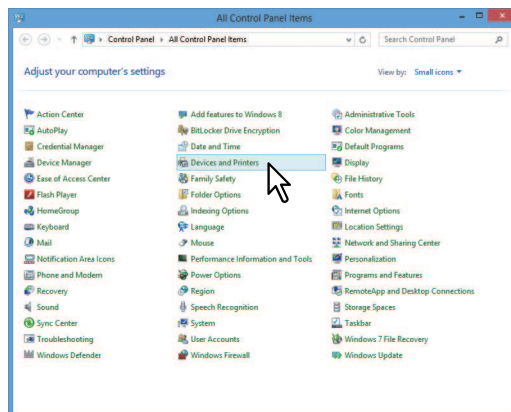 All Control Panel Items
Control Panel All Control Panel Items Search Control Panel
Adjust your computer's settings View by: Small icons
Action Center Add features to Windows 8 Administrative Tools
AutoPlay BitLocker Drive Encryption Color Management
Credential Manager Date and Time Default Programs
Device Manager Devices and Printers Display
Ease of Access Center Family Safety File History
Flash Player Folder Options Fonts
HomeGroup Indexing Options Internet Options
Keyboard Language Location Settings
Mail Mouse Network and Sharing Center
Notification Area Icons Performance Information and Tools Personalization
Phone and Modem Power Options Programs and Features
Recovery Region RemoteApp and Desktop Connections
Sound Speech Recognition Storage Spaces
Sync Center System Taskbar
Troubleshooting User Accounts Windows 7 File Recovery
Windows Defender Windows Firewall Windows Update